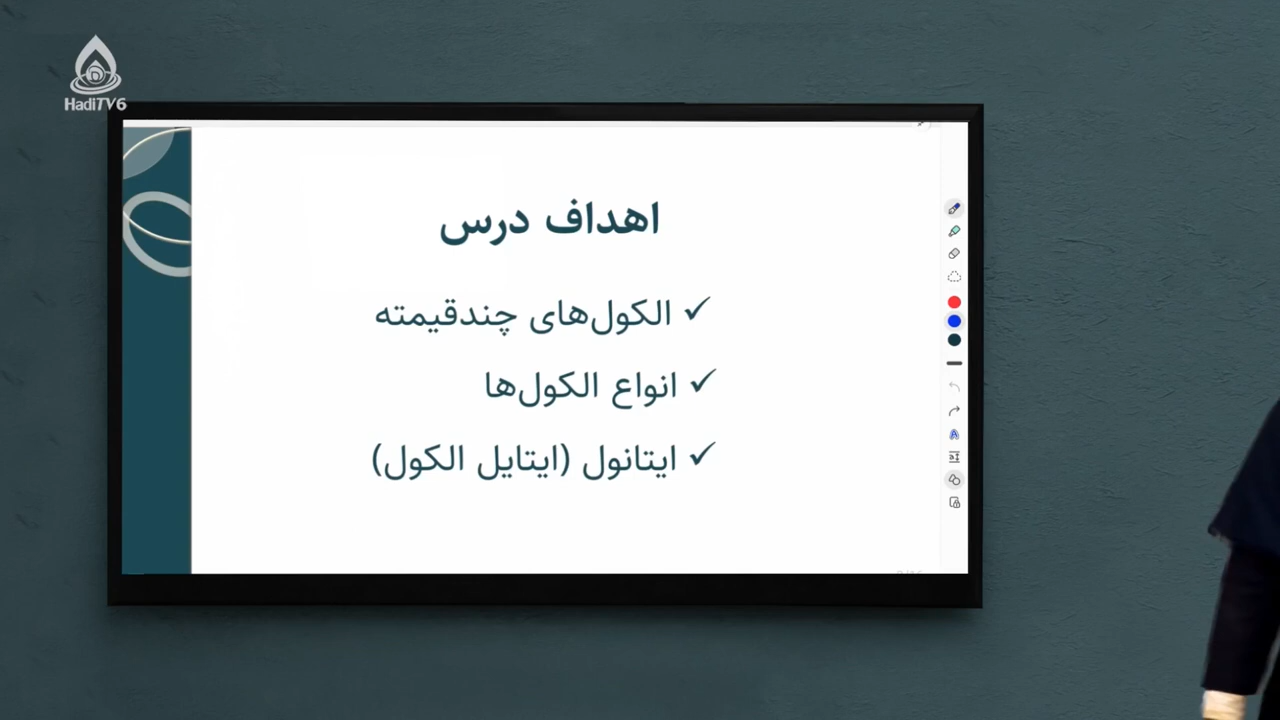 HadiTV6
اهداف درس
✓ الکول‌های چندقیمته
✓ انواع الکول‌ها
✓ ایتانول (ایتایل الکول)